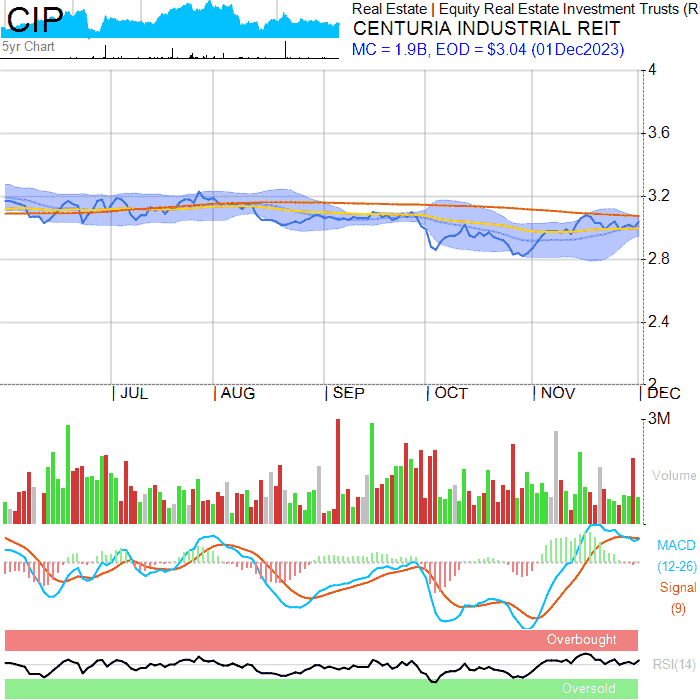 CIP
Real Estate | Equity Real Estate Investment Trusts (R
CENTURIA INDUSTRIAL REIT
5yr Chart
MC = 1.9B, EOD = $3.04 (01Dec2023)
4
3.6
3.2
2.8
2.4
2
JUL AUG SEP OCT NOV DEC
3M
Volume
MACD
(12-26)
Signal
(9)
Overbought
RSI(14)
Oversold